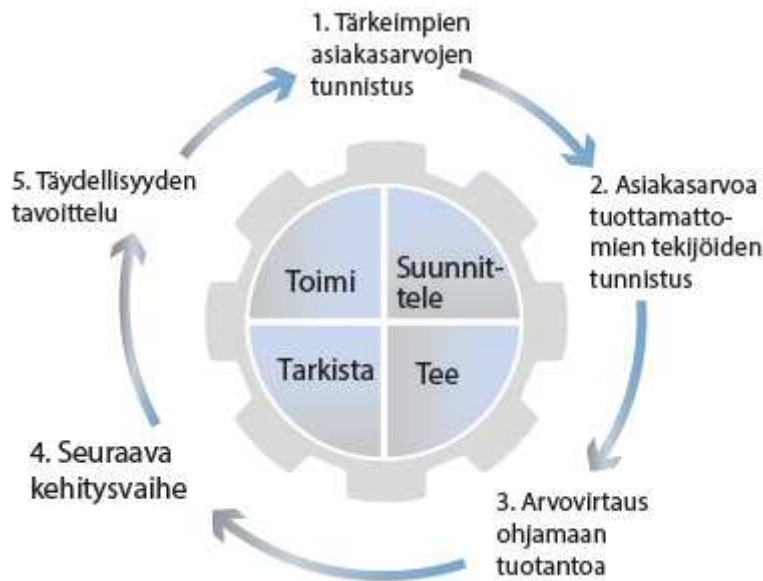 1. Tärkeimpien
asiakasarvojen
tunnistus
2. Asiakasarvoa
tuottamatto-
mien tekijöiden
tunnistus
3. Arvovirtaus
ohjamaan
tuotantoa
4. Seuraava
kehitysvaihe
5. Täydellisyyden
tavoittelu
Toimi
Suunnit-
tele
Tarkista
Tee